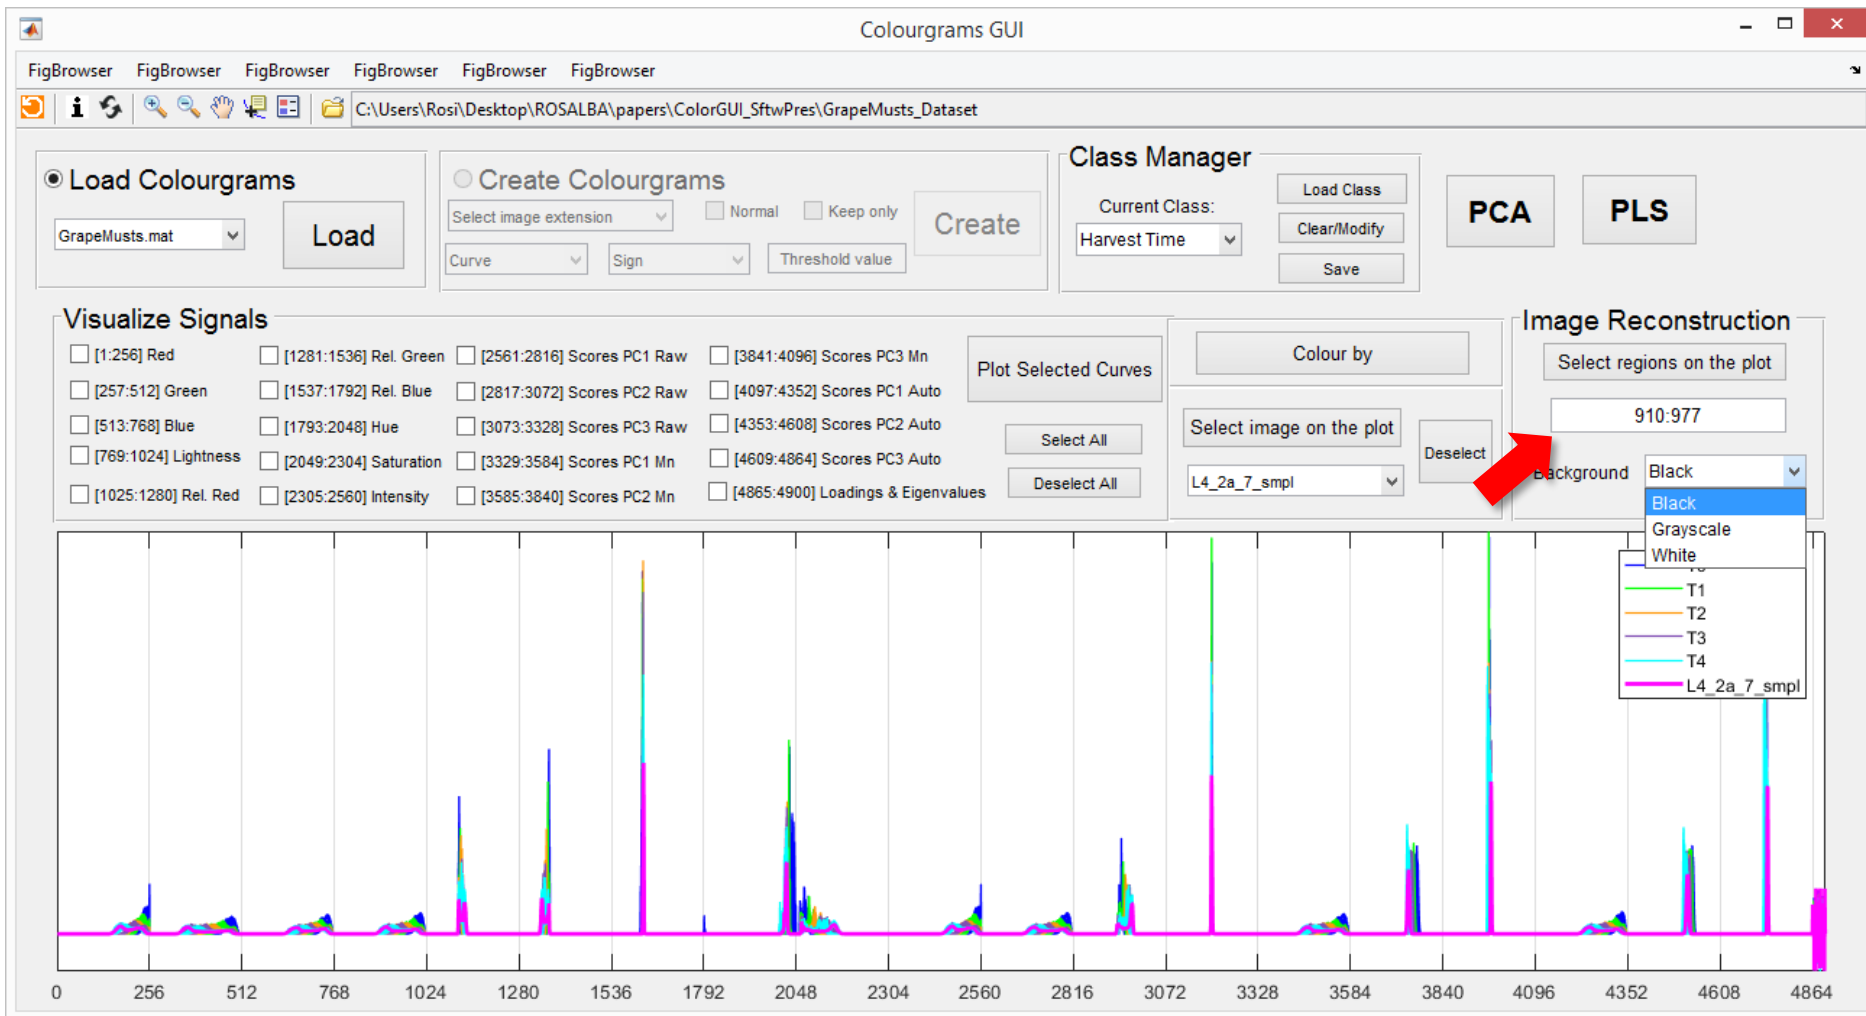 Colourgrams GUI
FigBrowser FigBrowser FigBrowser FigBrowser FigBrowser FigBrowser
C:\Users\Rosi\Desktop\ROSALBA\papers\ColorGUI_SftwPres\GrapeMusts_Dataset
Load Colourgrams
GrapeMusts.mat
Load
Create Colourgrams
Select image extension
Normal
Keep only
Create
Curve
Sign
Threshold value
Class Manager
Current Class:
Harvest Time
Load Class
Clear/Modify
Save
PCA
PLS
Visualize Signals
[1:256] Red
[257:512] Green
[513:768] Blue
[769:1024] Lightness
[1025:1280] Rel. Red
[1281:1536] Rel. Green
[1537:1792] Rel. Blue
[1793:2048] Hue
[2049:2304] Saturation
[2305:2560] Intensity
[2561:2816] Scores PC1 Raw
[2817:3072] Scores PC2 Raw
[3073:3328] Scores PC3 Raw
[3329:3584] Scores PC1 Mn
[3585:3840] Scores PC2 Mn
[3841:4096] Scores PC3 Mn
[4097:4352] Scores PC1 Auto
[4353:4608] Scores PC2 Auto
[4609:4864] Scores PC3 Auto
[4865:4900] Loadings & Eigenvalues
Plot Selected Curves
Select All
Deselect All
Colour by
Select image on the plot
L4_2a_7_smpl
Deselect
Image Reconstruction
Select regions on the plot
910:977
Background
Black
Black
Grayscale
White
T1
T2
T3
T4
L4_2a_7_smpl
0 256 512 768 1024 1280 1536 1792 2048 2304 2560 2816 3072 3328 3584 3840 4096 4352 4608 4864